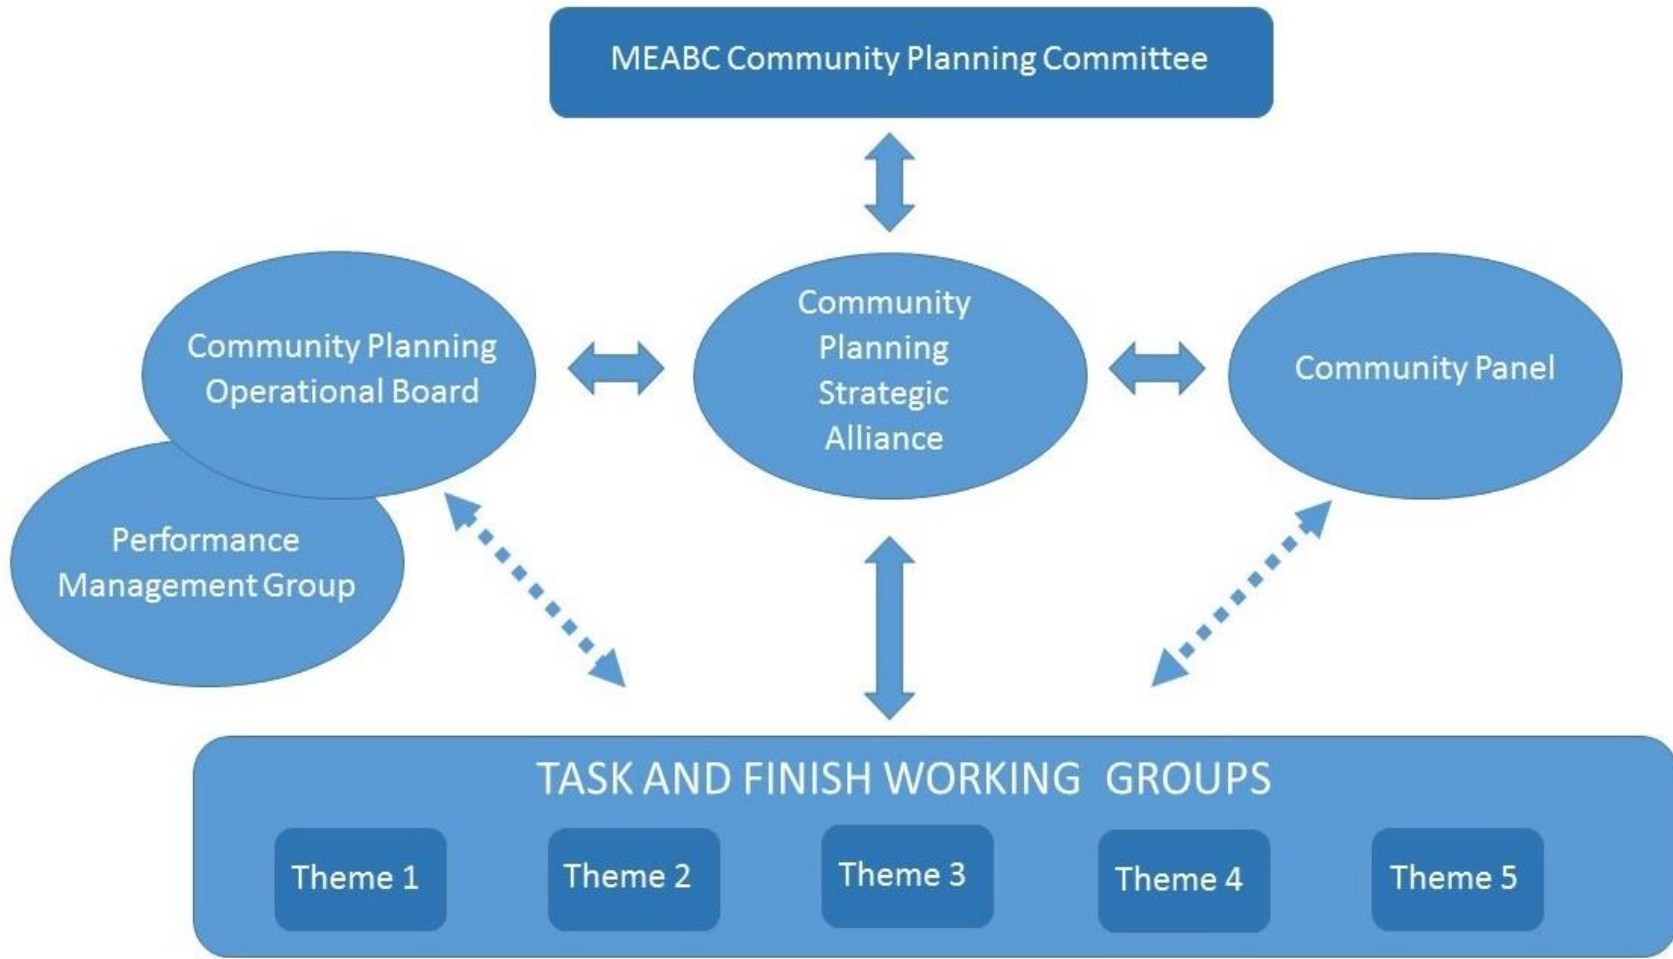 MEABC Community Planning Committee
Community Planning
Operational Board
Community
Planning
Strategic
Alliance
Community Panel
Performance
Management Group
TASK AND FINISH WORKING GROUPS
Theme 1
Theme 2
Theme 3
Theme 4
Theme 5